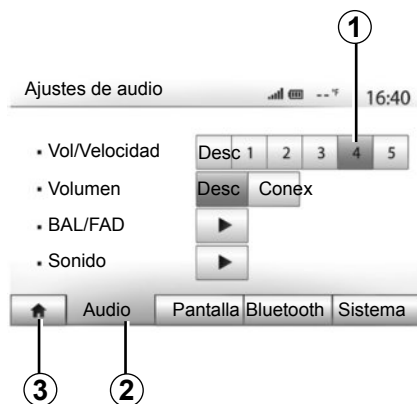 1
Ajustes de audio --°F 16:40
• Vol/Velocidad Desc 1 2 3 4 5
• Volumen Desc Conex
• BAL/FAD
• Sonido
Audio Pantalla Bluetooth Sistema
3 2